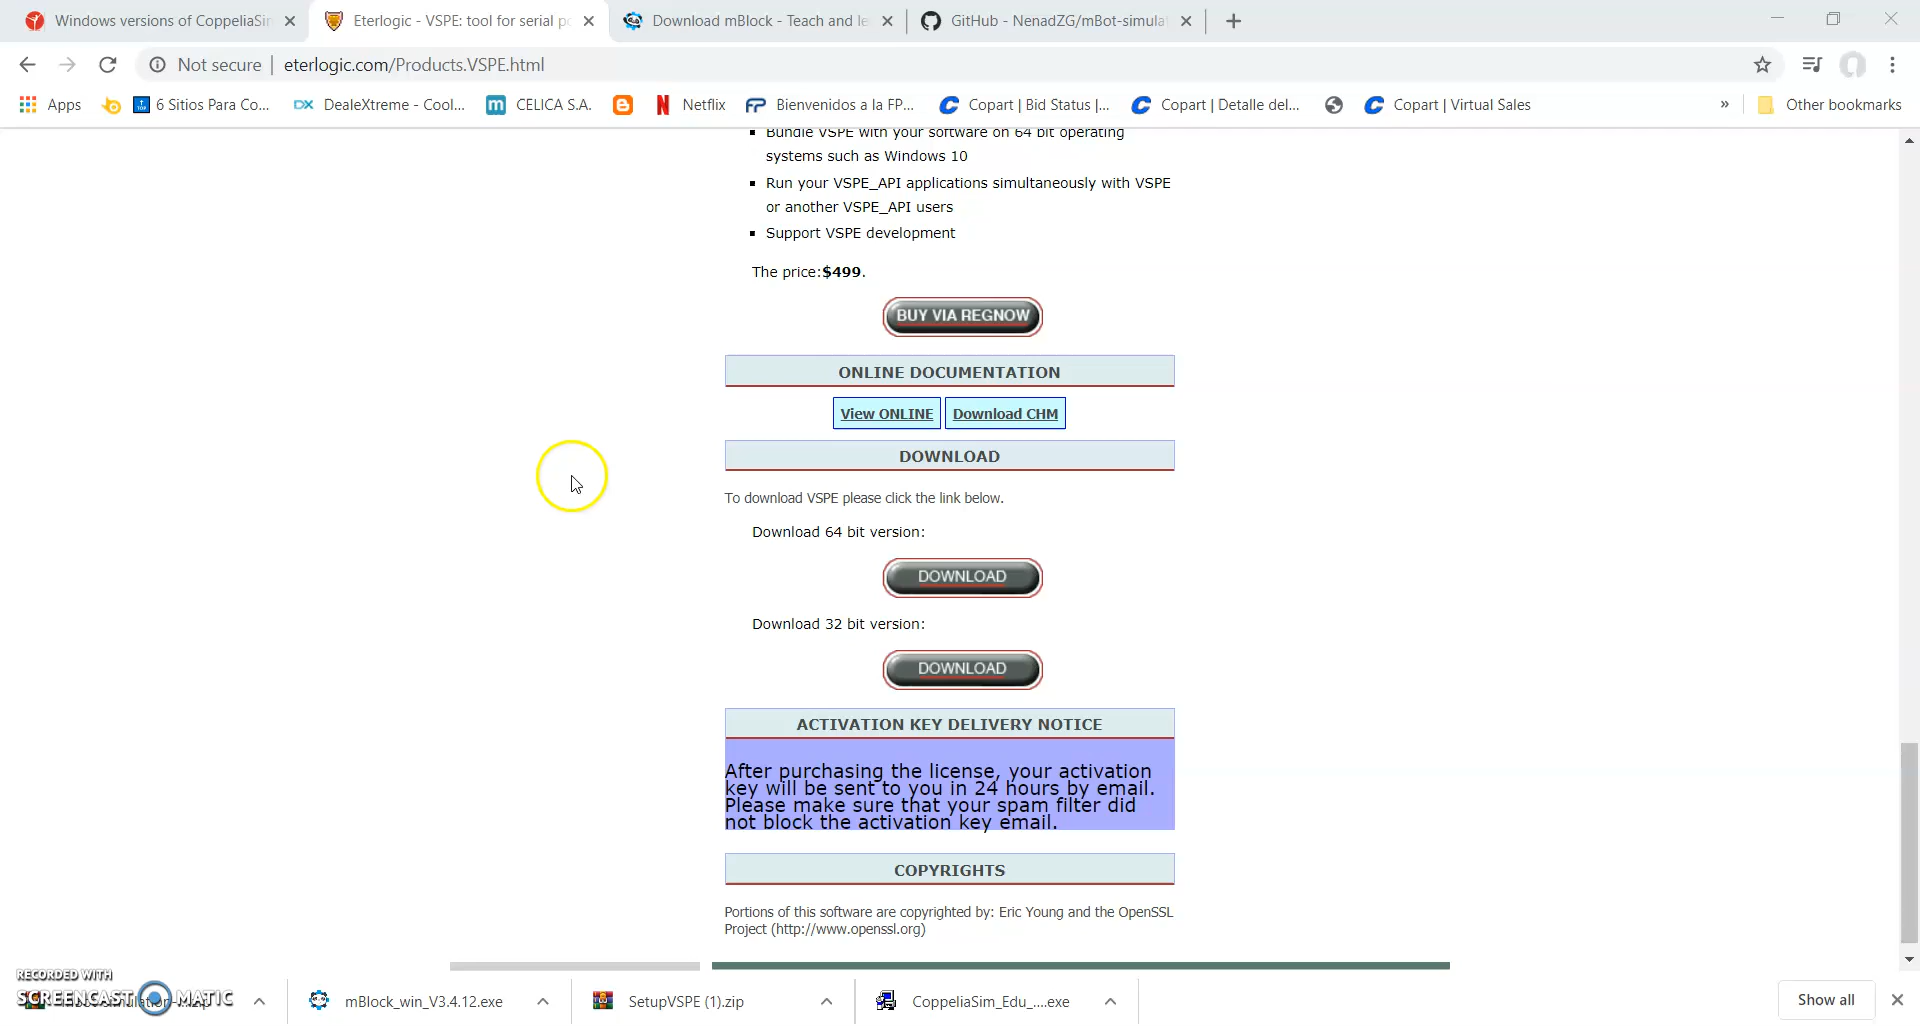 Windows versions of CoppeliaSi
Eterlogic - VSPE: tool for serial p
Download mBlock - Teach and le
GitHub - NenadZG/mBot-simula
Not secure
eterlogic.com/Products.VSPE.html
Apps
6 Sitios Para Co...
DealeXtreme - Cool...
CELICA S.A.
Netflix
Bienvenidos a la FP...
Copart | Bid Status |...
Copart | Detalle del...
Copart | Virtual Sales
»
Other bookmarks
Bundle VSPE with your software on 64 bit operating
systems such as Windows 10
Run your VSPE_API applications simultaneously with VSPE
or another VSPE_API users
Support VSPE development
The price:$499.
BUY VIA REGNOW
ONLINE DOCUMENTATION
View ONLINE
Download CHM
DOWNLOAD
To download VSPE please click the link below.
Download 64 bit version:
DOWNLOAD
Download 32 bit version:
DOWNLOAD
ACTIVATION KEY DELIVERY NOTICE
After purchasing the license, your activation
key will be sent to you in 24 hours by email.
Please make sure that your spam filter did
not block the activation key email.
COPYRIGHTS
Portions of this software are copyrighted by: Eric Young and the OpenSSL
Project (http://www.openssl.org)
RECORDED WITH
SCREENCAST MATIC
mBlock_win_V3.4.12.exe
SetupVSPE (1).zip
CoppeliaSim_Edu_....exe
Show all